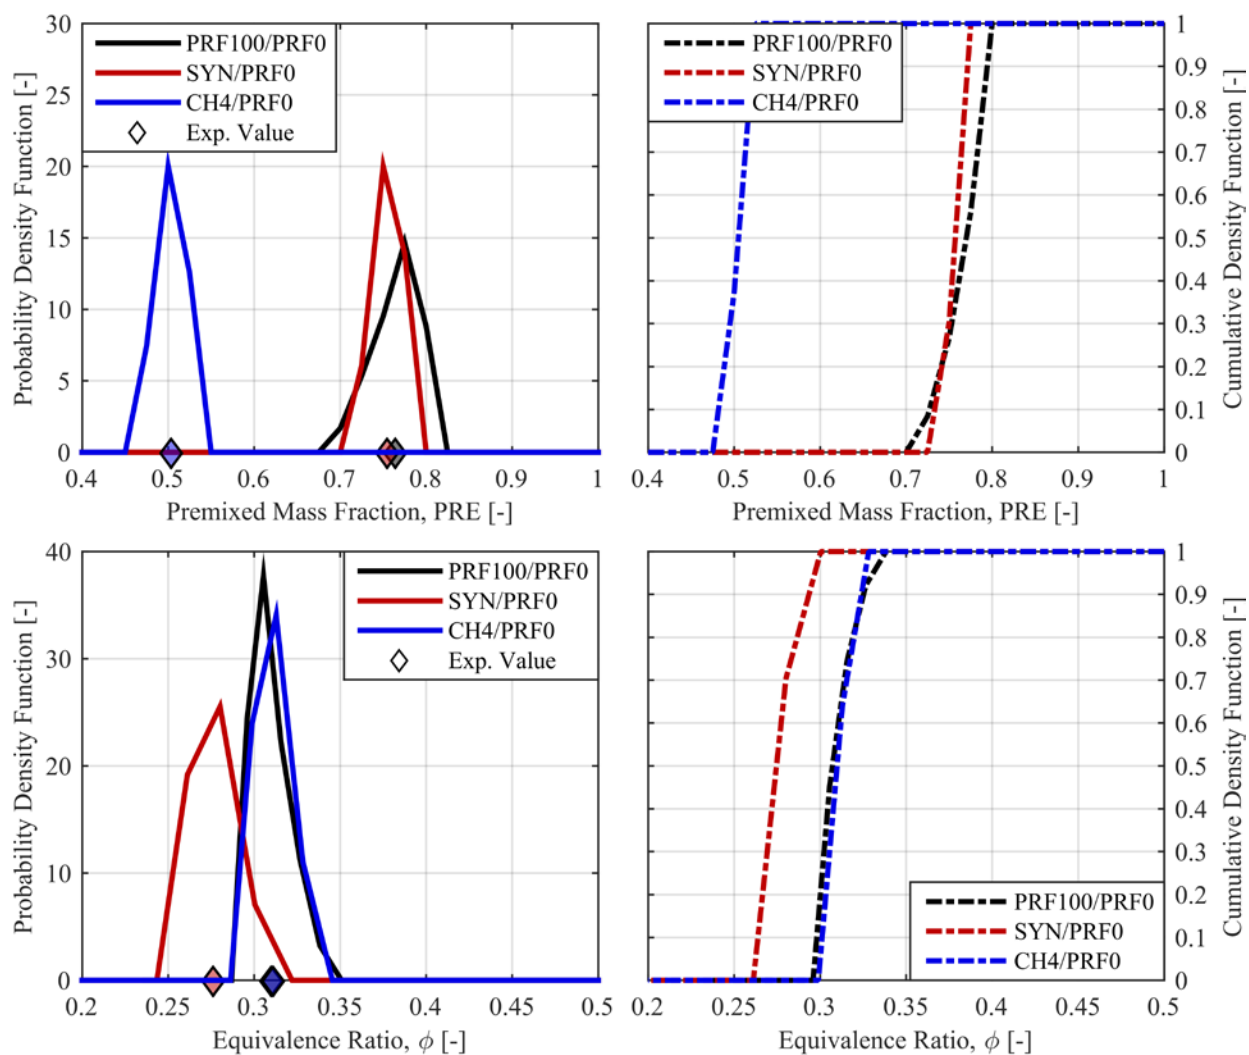 30
25
20
15
10
5
0
Probability Density Function [-]
PRF100/PRF0
SYN/PRF0
CH4/PRF0
Exp. Value
0.4 0.5 0.6 0.7 0.8 0.9 1
Premixed Mass Fraction, PRE [-]
PRF100/PRF0
SYN/PRF0
CH4/PRF0
1
0.9
0.8
0.7
0.6
0.5
0.4
0.3
0.2
0.1
0
Cumulative Density Function [-]
0.4 0.5 0.6 0.7 0.8 0.9 1
Premixed Mass Fraction, PRE [-]
40
30
20
10
0
Probability Density Function [-]
PRF100/PRF0
SYN/PRF0
CH4/PRF0
Exp. Value
0.2 0.25 0.3 0.35 0.4 0.45 0.5
Equivalence Ratio, ϕ [-]
PRF100/PRF0
SYN/PRF0
CH4/PRF0
1
0.9
0.8
0.7
0.6
0.5
0.4
0.3
0.2
0.1
0
Cumulative Density Function [-]
0.2 0.25 0.3 0.35 0.4 0.45 0.5
Equivalence Ratio, ϕ [-]